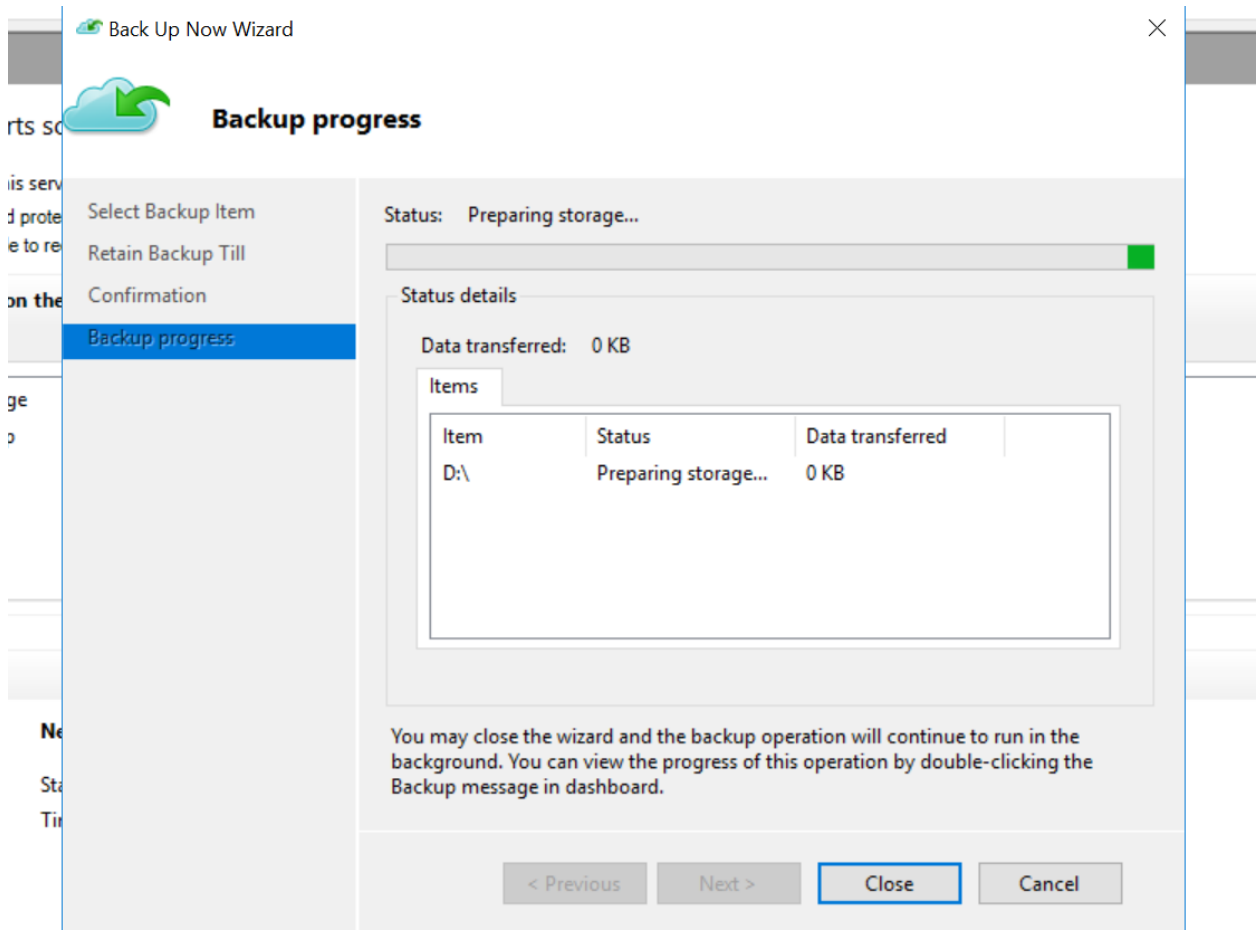 Back Up Now Wizard
Backup progress
Select Backup Item
Retain Backup Till
Confirmation
Backup progress
Status: Preparing storage...
Status details
Data transferred: 0 KB
Items
Item Status Data transferred
D:\ Preparing storage... 0 KB
You may close the wizard and the backup operation will continue to run in the
background. You can view the progress of this operation by double-clicking the
Backup message in dashboard.
< Previous Next > Close Cancel
on the